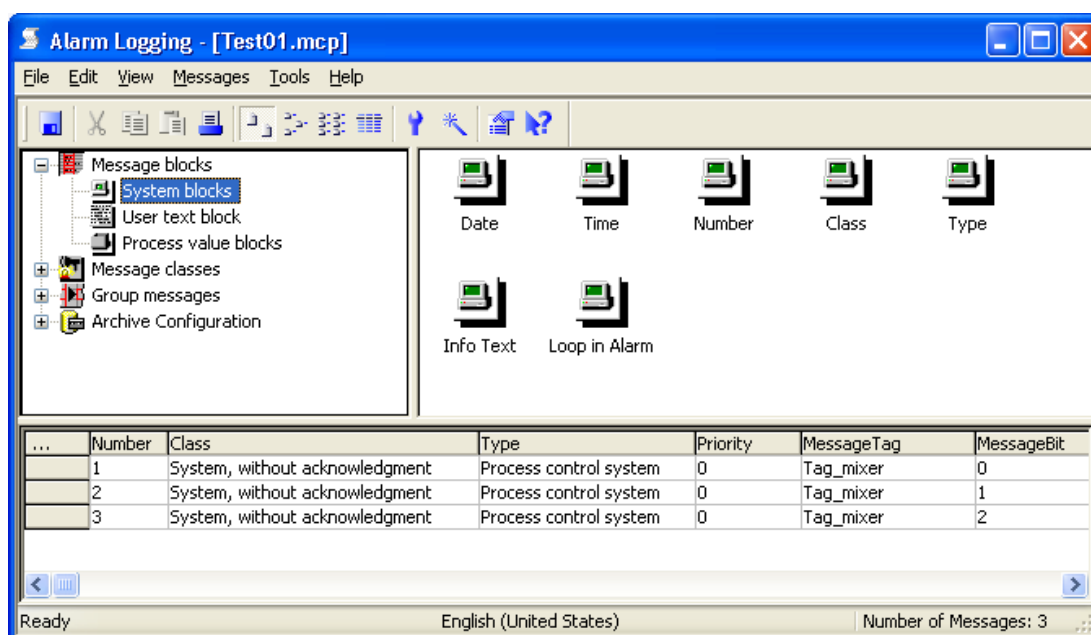 Alarm Logging - [Test01.mcp]
File Edit View Messages Tools Help
Message blocks
System blocks
User text block
Process value blocks
Message classes
Group messages
Archive Configuration
Date Time Number Class Type
Info Text Loop in Alarm
... Number Class Type Priority MessageTag MessageBit
1 System, without acknowledgment Process control system 0 Tag_mixer 0
2 System, without acknowledgment Process control system 0 Tag_mixer 1
3 System, without acknowledgment Process control system 0 Tag_mixer 2
Ready English (United States) Number of Messages: 3